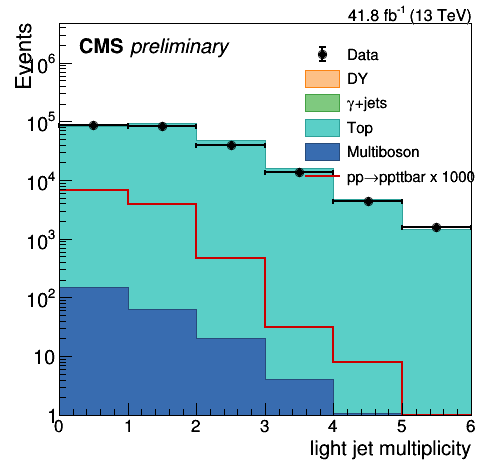 41.8 fb⁻¹ (13 TeV)
CMS preliminary
Events
Data
DY
γ+jets
Top
Multiboson
pp→ppttbar x 1000
10⁶
10⁵
10⁴
10³
10²
10
1
0 1 2 3 4 5 6
light jet multiplicity